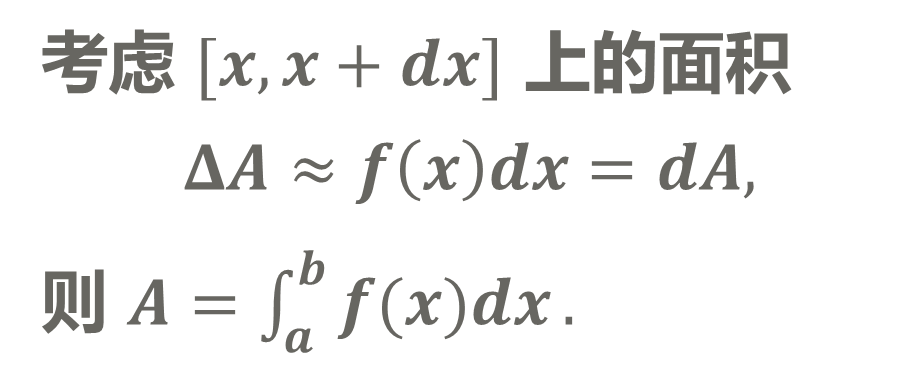 考虑 [x, x + dx] 上的面积
ΔA ≈ f(x)dx = dA,
则 A = ∫_a^b f(x)dx.